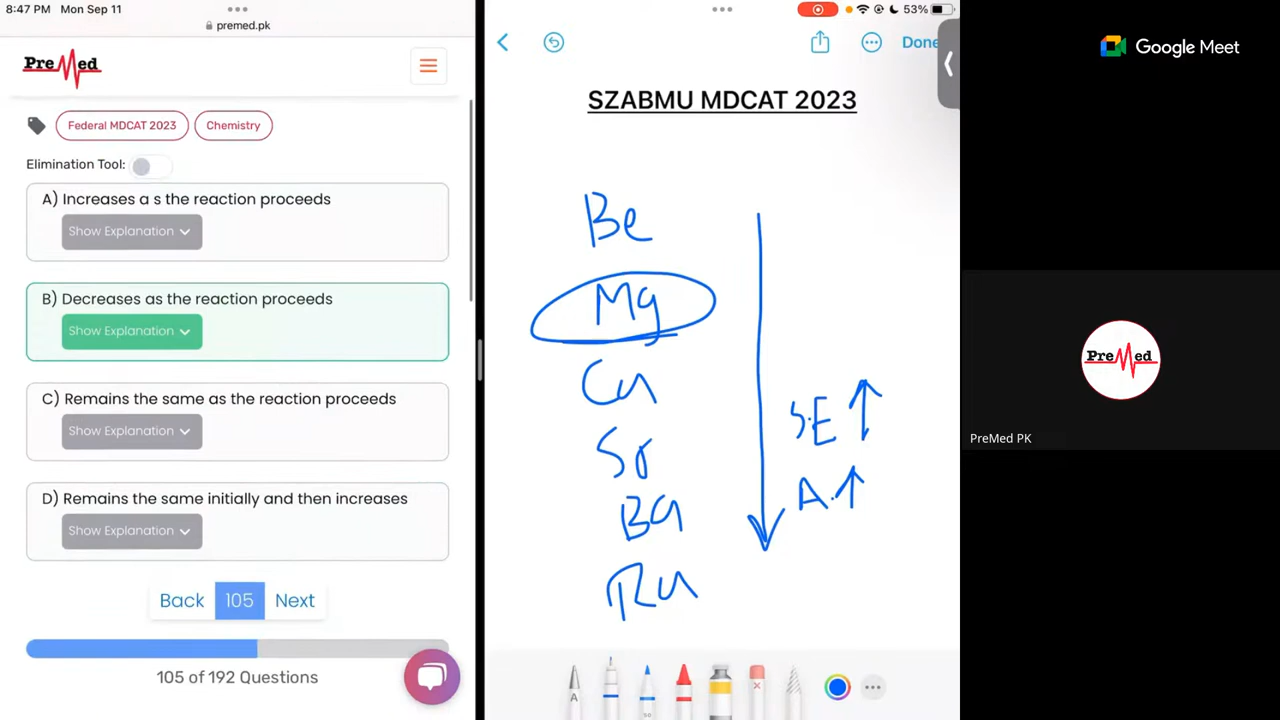 8:47 PM Mon Sep 11
premed.pk
PreMed
Federal MDCAT 2023
Chemistry
Elimination Tool:
A) Increases a s the reaction proceeds
Show Explanation
B) Decreases as the reaction proceeds
Show Explanation
C) Remains the same as the reaction proceeds
Show Explanation
D) Remains the same initially and then increases
Show Explanation
Back 105 Next
105 of 192 Questions
53%
Done
SZABMU MDCAT 2023
Be
Mg
Ca
Sr
Ba
Ra
S.E ↑
A. ↑
A
50
Google Meet
PreMed
PreMed PK